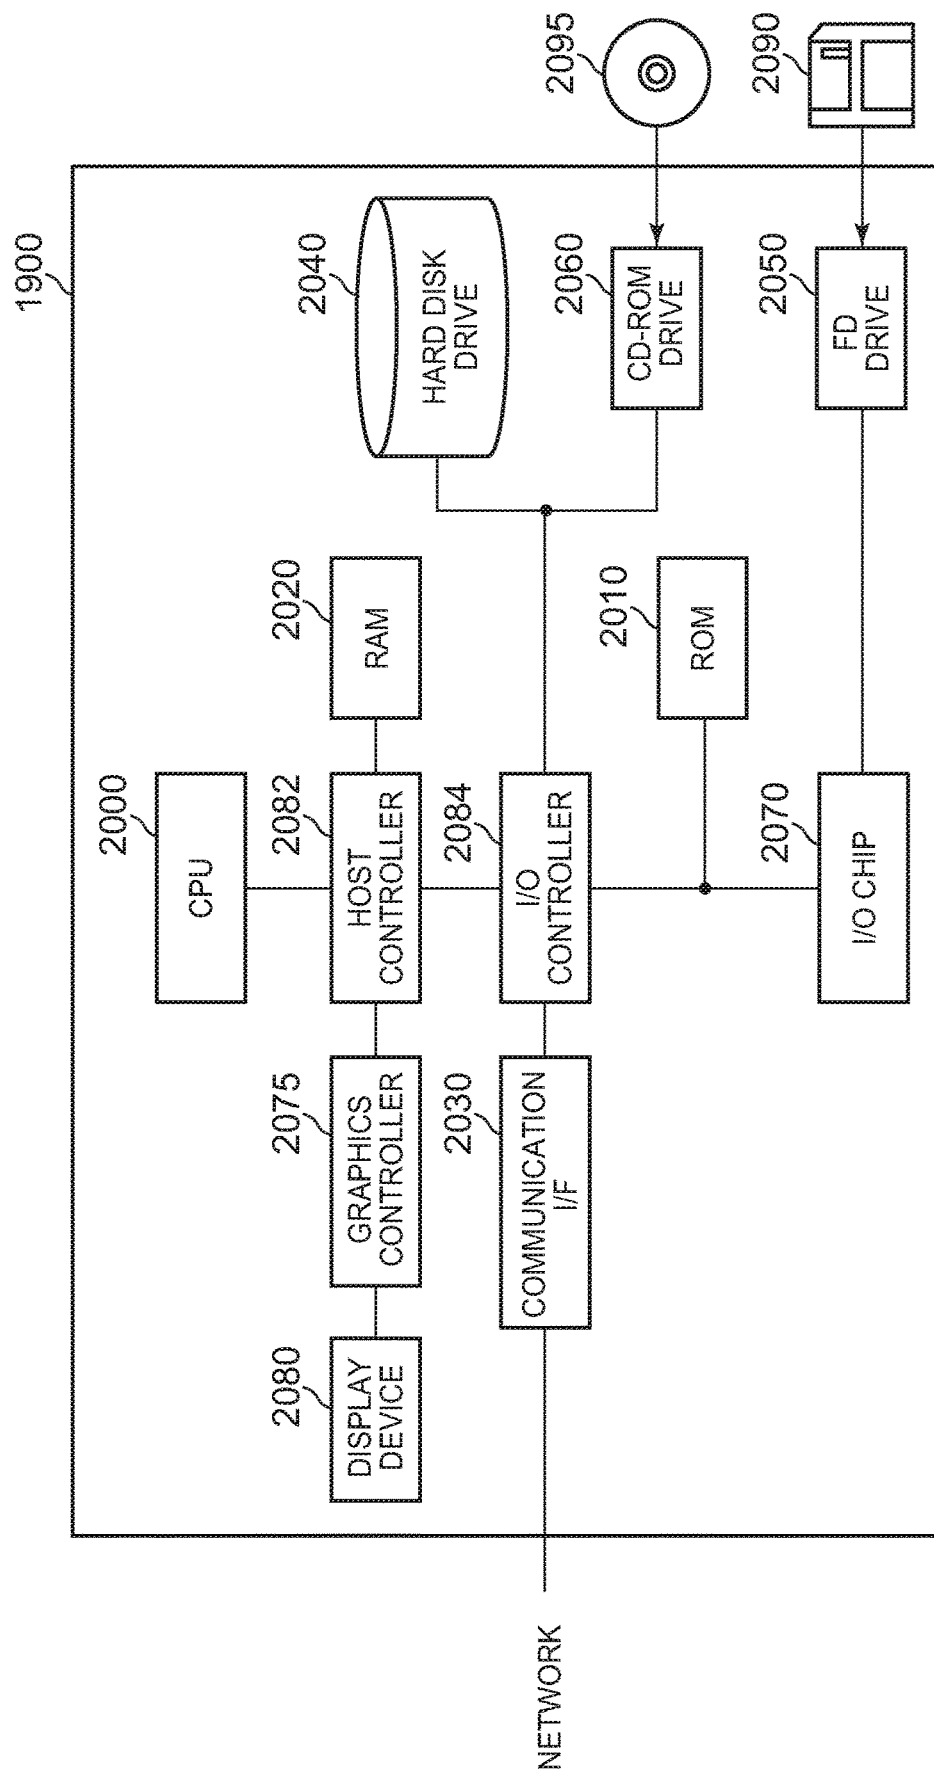 1900
2000
CPU
2080
DISPLAY
DEVICE
2075
GRAPHICS
CONTROLLER
2082
HOST
CONTROLLER
2020
RAM
2040
HARD DISK
DRIVE
NETWORK
2030
COMMUNICATION
I/F
2084
I/O
CONTROLLER
2010
ROM
2060
CD-ROM
DRIVE
2095
2070
I/O CHIP
2050
FD
DRIVE
2090